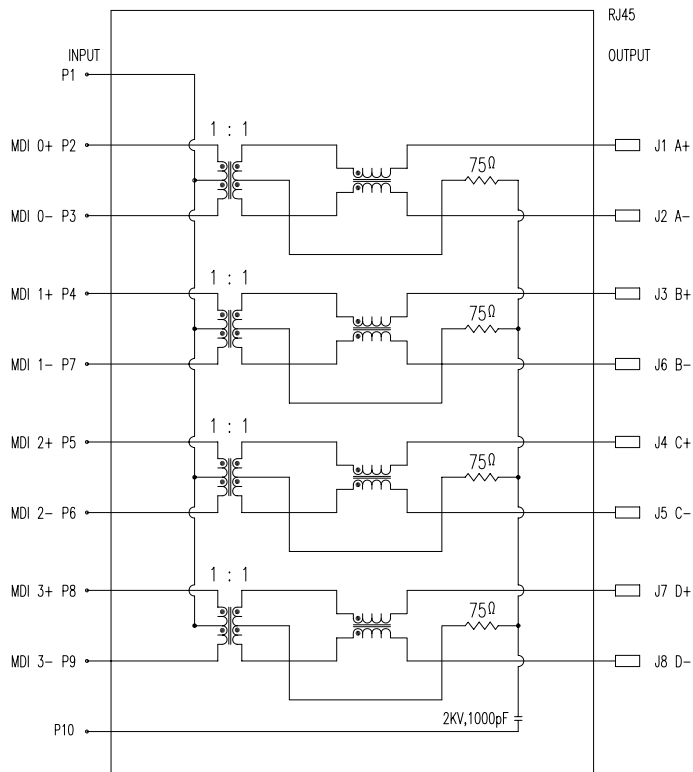 RJ45
INPUT
OUTPUT
P1
1 : 1
MDI 0+ P2
J1 A+
75Ω
MDI 0- P3
J2 A-
1 : 1
MDI 1+ P4
J3 B+
75Ω
MDI 1- P7
J6 B-
1 : 1
MDI 2+ P5
J4 C+
75Ω
MDI 2- P6
J5 C-
1 : 1
MDI 3+ P8
J7 D+
75Ω
MDI 3- P9
J8 D-
2KV,1000pF
P10